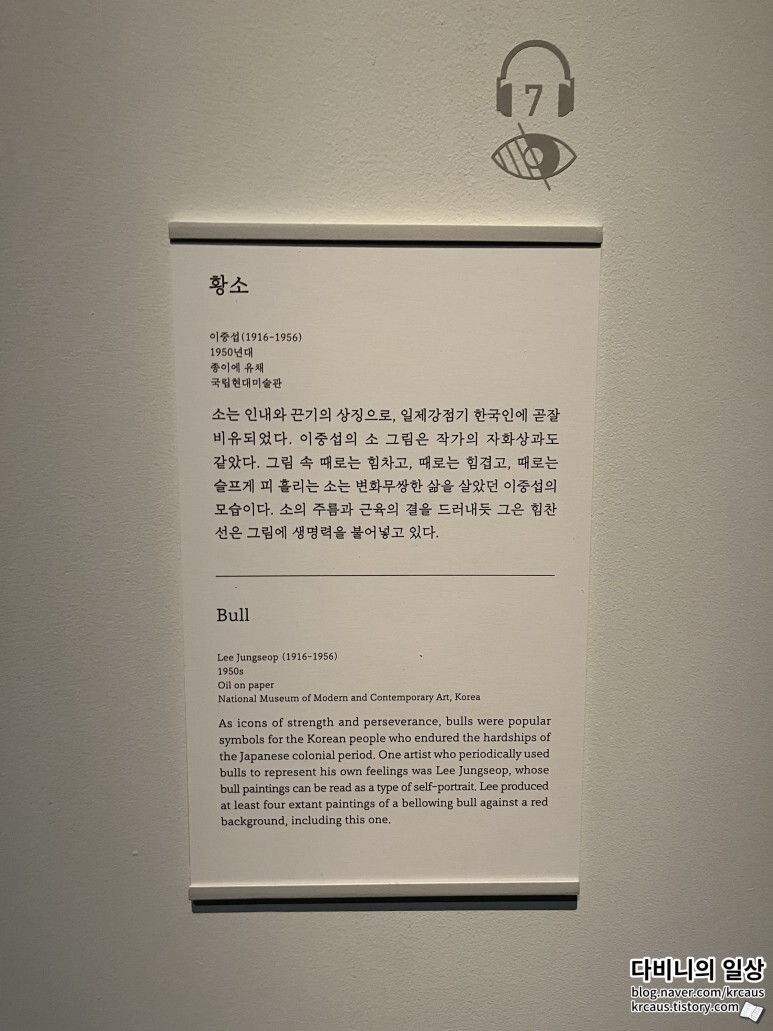 7
황소
이중섭(1916-1956)
1950년대
종이에 유채
국립현대미술관
소는 인내와 끈기의 상징으로, 일제강점기 한국인에 곧잘
비유되었다. 이중섭의 소 그림은 작가의 자화상과도
같았다. 그림 속 때로는 힘차고, 때로는 힘겹고, 때로는
슬프게 피 흘리는 소는 변화무쌍한 삶을 살았던 이중섭의
모습이다. 소의 주름과 근육의 결을 드러내듯 그은 힘찬
선은 그림에 생명력을 불어넣고 있다.
Bull
Lee Jungseop (1916-1956)
1950s
Oil on paper
National Museum of Modern and Contemporary Art, Korea
As icons of strength and perseverance, bulls were popular
symbols for the Korean people who endured the hardships of
the Japanese colonial period. One artist who periodically used
bulls to represent his own feelings was Lee Jungseop, whose
bull paintings can be read as a type of self-portrait. Lee produced
at least four extant paintings of a bellowing bull against a red
background, including this one.
다비니의 일상
blog.naver.com/krcaus
krcaus.tistory.com